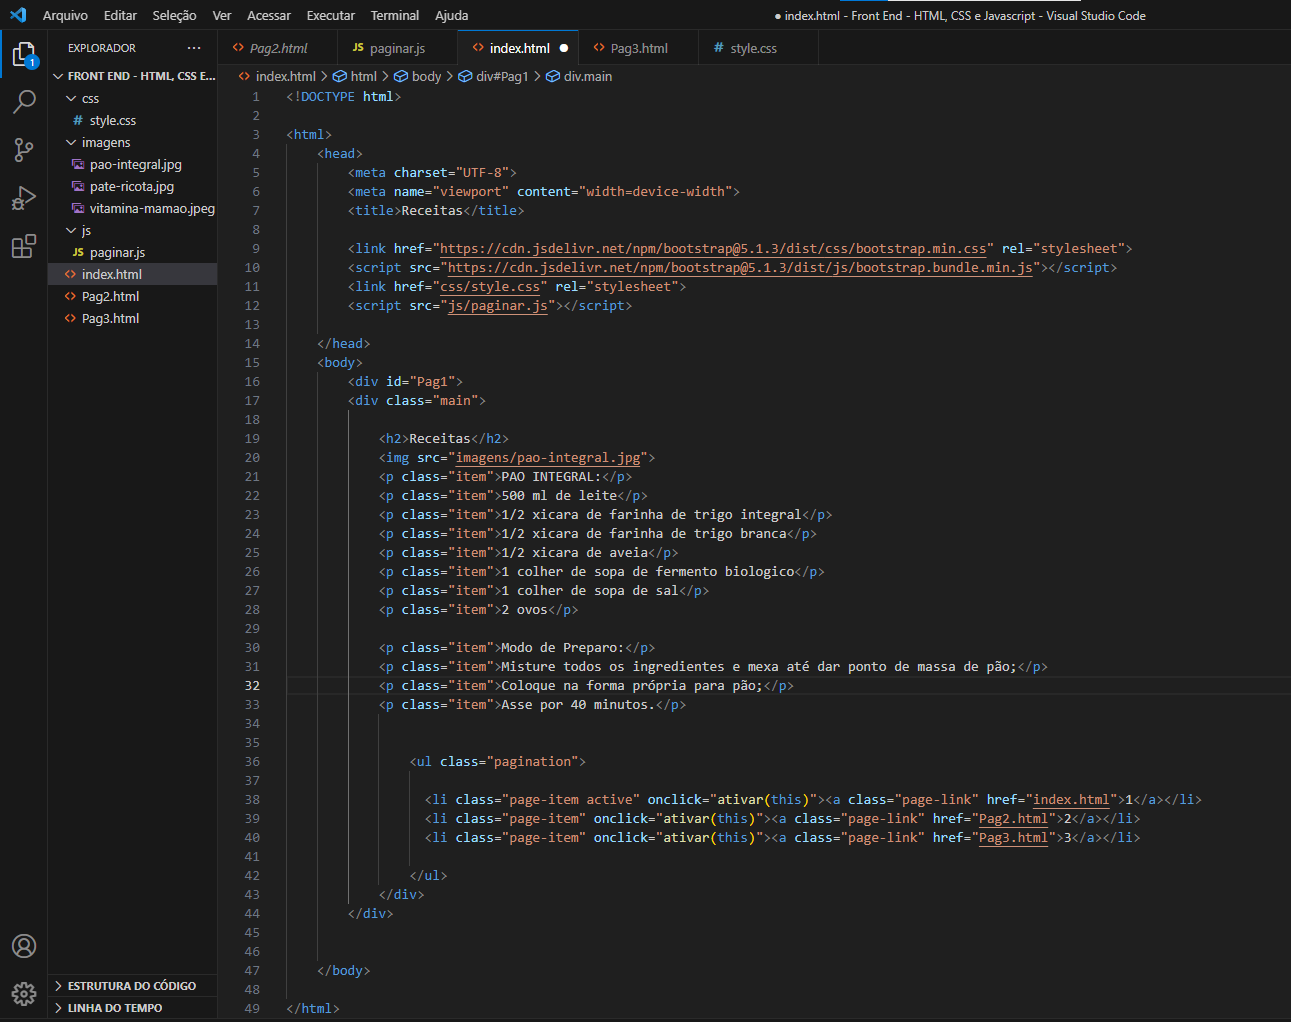 Arquivo Editar Seleção Ver Acessar Executar Terminal Ajuda ● index.html - Front End - HTML, CSS e Javascript - Visual Studio Code
EXPLORADOR ...
1
FRONT END - HTML, CSS E...
css
# style.css
imagens
pao-integral.jpg
pate-ricota.jpg
vitamina-mamao.jpeg
js
JS paginar.js
<> index.html
<> Pag2.html
<> Pag3.html
ESTRUTURA DO CÓDIGO
LINHA DO TEMPO
<> Pag2.html JS paginar.js <> index.html ● <> Pag3.html # style.css
<> index.html > html > body > div#Pag1 > div.main
1 <!DOCTYPE html>
2
3 <html>
4 <head>
5 <meta charset="UTF-8">
6 <meta name="viewport" content="width=device-width">
7 <title>Receitas</title>
8
9 <link href="https://cdn.jsdelivr.net/npm/bootstrap@5.1.3/dist/css/bootstrap.min.css" rel="stylesheet">
10 <script src="https://cdn.jsdelivr.net/npm/bootstrap@5.1.3/dist/js/bootstrap.bundle.min.js"></script>
11 <link href="css/style.css" rel="stylesheet">
12 <script src="js/paginar.js"></script>
13
14 </head>
15 <body>
16 <div id="Pag1">
17 <div class="main">
18
19 <h2>Receitas</h2>
20 <img src="imagens/pao-integral.jpg">
21 <p class="item">PAO INTEGRAL:</p>
22 <p class="item">500 ml de leite</p>
23 <p class="item">1/2 xicara de farinha de trigo integral</p>
24 <p class="item">1/2 xicara de farinha de trigo branca</p>
25 <p class="item">1/2 xicara de aveia</p>
26 <p class="item">1 colher de sopa de fermento biologico</p>
27 <p class="item">1 colher de sopa de sal</p>
28 <p class="item">2 ovos</p>
29
30 <p class="item">Modo de Preparo:</p>
31 <p class="item">Misture todos os ingredientes e mexa até dar ponto de massa de pão;</p>
32 <p class="item">Coloque na forma própria para pão;</p>
33 <p class="item">Asse por 40 minutos.</p>
34
35
36 <ul class="pagination">
37
38 <li class="page-item active" onclick="ativar(this)"><a class="page-link" href="index.html">1</a></li>
39 <li class="page-item" onclick="ativar(this)"><a class="page-link" href="Pag2.html">2</a></li>
40 <li class="page-item" onclick="ativar(this)"><a class="page-link" href="Pag3.html">3</a></li>
41
42 </ul>
43 </div>
44 </div>
45
46
47 </body>
48
49 </html>